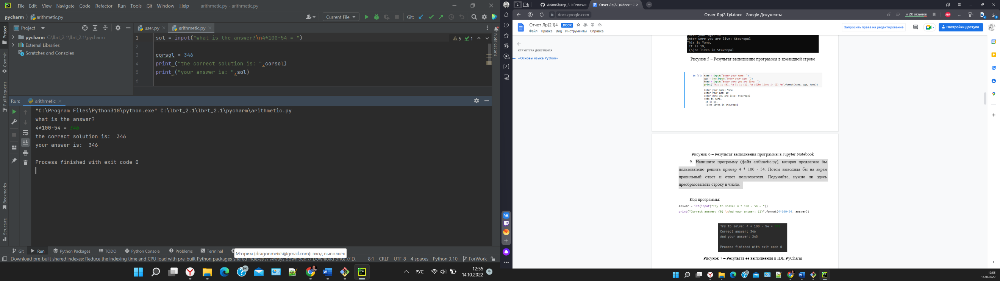 File Edit View Navigate Code Refactor Run Tools Git Window Help arithmetic.py - arithmetic.py
pycharm arithmetic.py
Current File
Git:
Project
user.py
arithmetic.py
pycharm C:\lbrt_2.1\lbrt_2.1\pycharm
External Libraries
Scratches and Consoles
1 sol = input("what is the answer?\n4*100-54 = ")
2
3 corsol = 346
4 print ("the correct solution is: ",corsol)
5 print ("your answer is: ",sol)
6
5 1
Project
Commit
Pull Requests
Bookmarks
Structure
Notifications
Run: arithmetic
"C:\Program Files\Python310\python.exe" C:\lbrt_2.1\lbrt_2.1\pycharm\arithmetic.py
what is the answer?
4*100-54 = 346
the correct solution is:  346
your answer is:  346
Process finished with exit code 0
Git Run Python Packages TODO Python Console Problems Terminal
Мээрим (dragonmeix5@gmail.com): вход выполнен
Download pre-built shared indexes: Reduce the indexing time and CPU load with pre-built Python packages shared indexes // Always download // Download once // D.
8:1 CRLF UTF-8 4 spaces Python 3.10 ForWork
РУС
12:55
14.10.2022
9
2
AdamKh/rep_2.1: Репозит
Отчет Лр(2.1)4.docx - G
docs.google.com
Отчет Лр(2.1)4.docx - Google Документы
2K отзывов
ABP
Отчет Лр(2.1)4 .DOCX
Файл Правка Вид Инструменты Справка
Запросить права на редактирование
Настройки Доступа
СТРУКТУРА ДОКУМЕНТА
«Основы языка Python»
2
Enter were you are live: Stavropol
This is Yana,
It is 19,
(S)he lives in Stavropol
Рисунок 5 – Результат выполнение программы в командной строке
In [5]: name = input("Enter your name: ")
age = int(input("Enter your age: "))
home = input("Enter were you are live: ")
print("This is {0}, \n It is {1}, \n (S)he lives in {2} \n".format(name, age, home))
Enter your name: Yana
Enter your age: 19
Enter were you are live: Stavropol
This is Yana,
It is 19,
(S)he lives in Stavropol
Рисунок 6 – Результат выполнения программы в Jupyter Notebook
9. Напишите программу (файл arithmetic.py), которая предлагала бы
пользователю решить пример 4 * 100 - 54. Потом выводила бы на экран
правильный ответ и ответ пользователя. Подумайте, нужно ли здесь
преобразовывать строку в число.
Код программы:
answer = int(input("Try to solve: 4 * 100 - 54 = "))
print("Correct answer: {0} \nAnd your answer: {1}".format(4*100-54, answer))
Try to solve: 4 * 100 - 54 = 345
Correct answer: 346
And your answer: 345
Process finished with exit code 0
Рисунок 7 – Результат ее выполнения в IDE PyCharm
12:55
14.10.2022